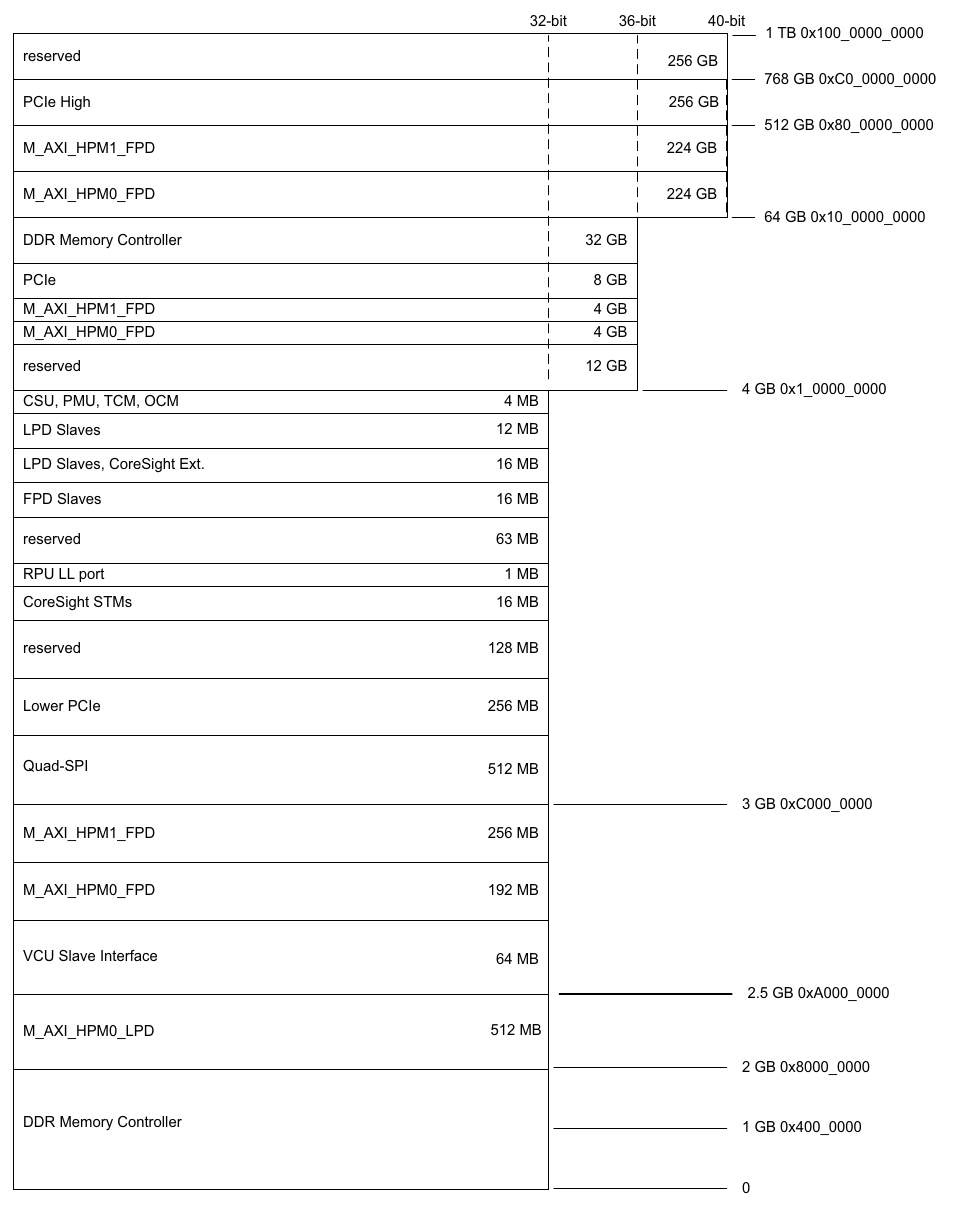 32-bit 36-bit 40-bit
1 TB 0x100_0000_0000
reserved 256 GB
768 GB 0xC0_0000_0000
PCIe High 256 GB
512 GB 0x80_0000_0000
M_AXI_HPM1_FPD 224 GB
M_AXI_HPM0_FPD 224 GB
64 GB 0x10_0000_0000
DDR Memory Controller 32 GB
PCIe 8 GB
M_AXI_HPM1_FPD 4 GB
M_AXI_HPM0_FPD 4 GB
reserved 12 GB
4 GB 0x1_0000_0000
CSU, PMU, TCM, OCM 4 MB
LPD Slaves 12 MB
LPD Slaves, CoreSight Ext. 16 MB
FPD Slaves 16 MB
reserved 63 MB
RPU LL port 1 MB
CoreSight STMs 16 MB
reserved 128 MB
Lower PCIe 256 MB
Quad-SPI 512 MB
3 GB 0xC000_0000
M_AXI_HPM1_FPD 256 MB
M_AXI_HPM0_FPD 192 MB
VCU Slave Interface 64 MB
2.5 GB 0xA000_0000
M_AXI_HPM0_LPD 512 MB
2 GB 0x8000_0000
DDR Memory Controller
1 GB 0x400_0000
0